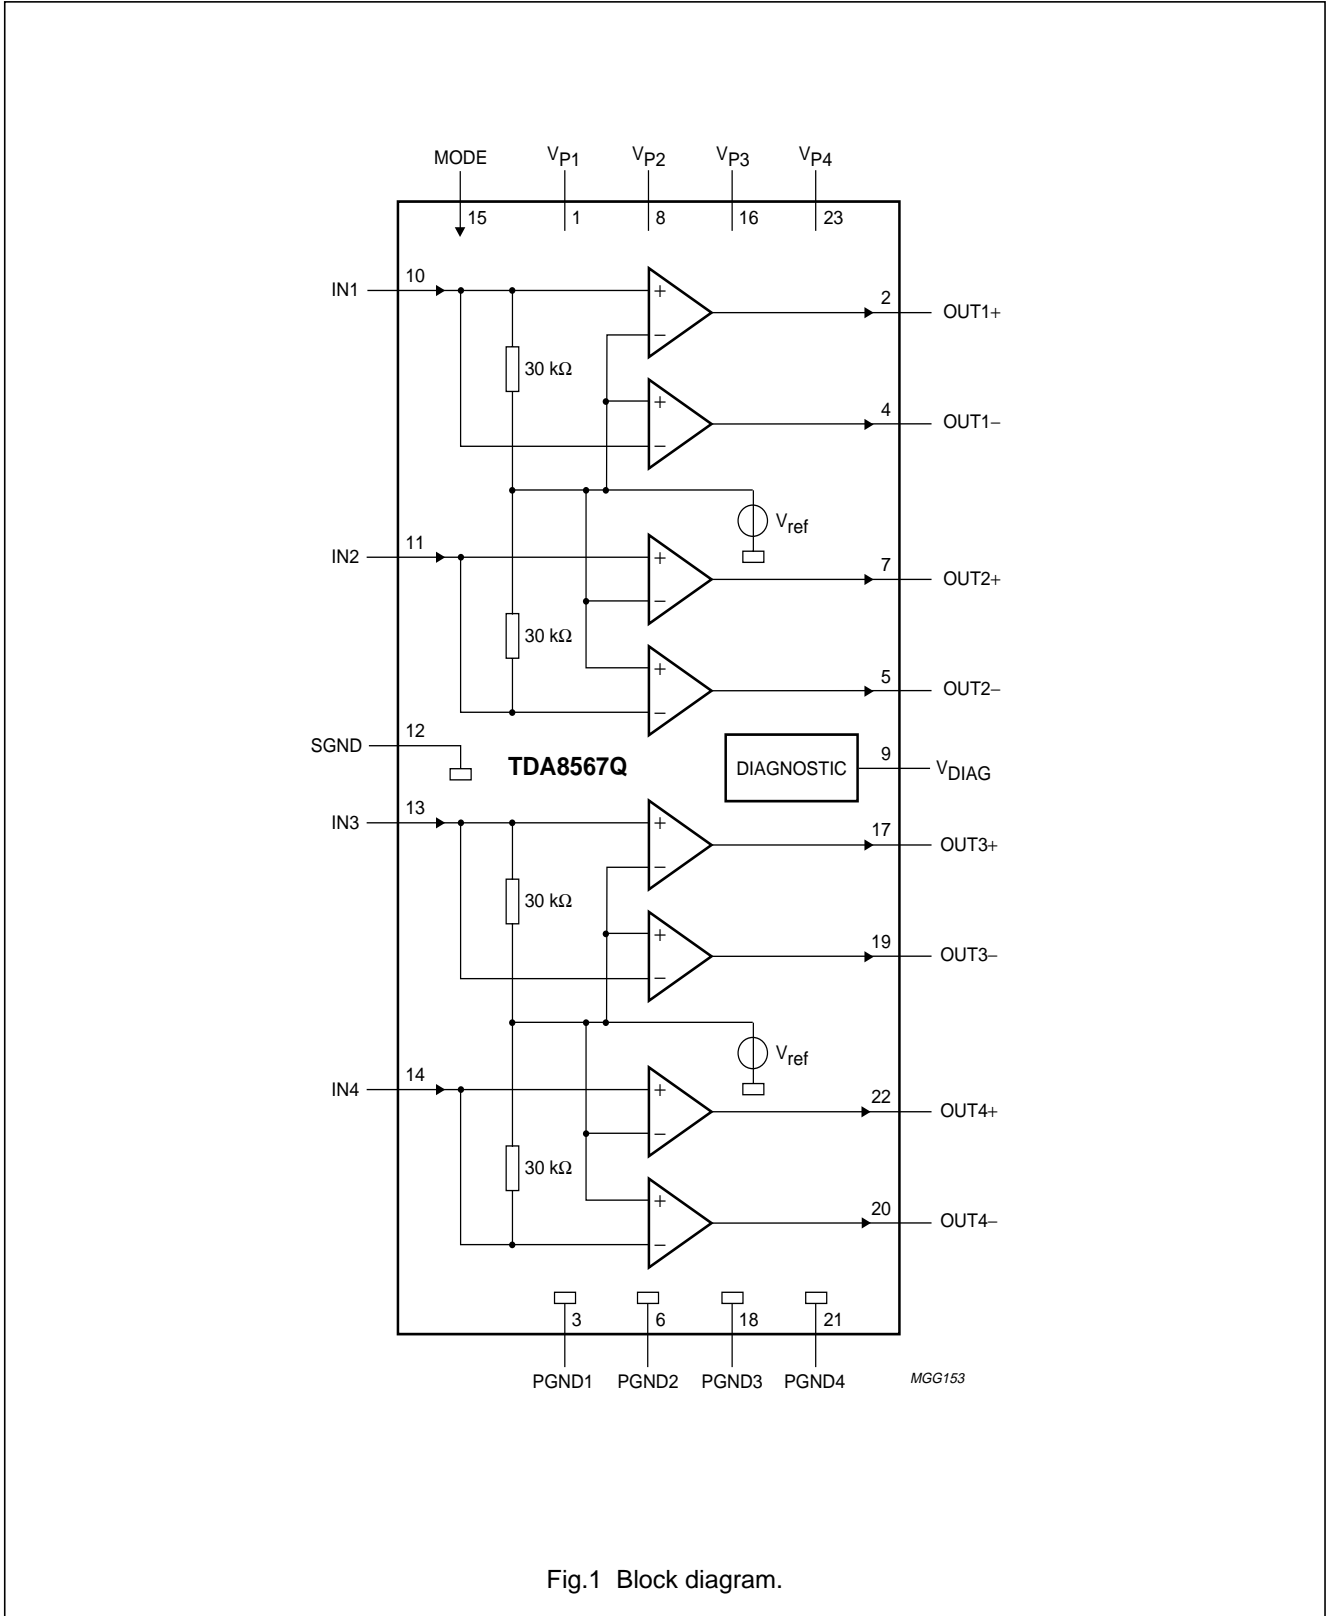 MODE VP1 VP2 VP3 VP4
15 1 8 16 23
IN1 10 + 2 OUT1+
−
30 kΩ
+ 4 OUT1−
−
Vref
IN2 11 + 7 OUT2+
−
30 kΩ
+ 5 OUT2−
−
SGND 12
TDA8567Q DIAGNOSTIC 9 VDIAG
IN3 13 + 17 OUT3+
−
30 kΩ
+ 19 OUT3−
−
Vref
IN4 14 + 22 OUT4+
−
30 kΩ
+ 20 OUT4−
−
3 6 18 21
PGND1 PGND2 PGND3 PGND4 MGG153
Fig.1 Block diagram.